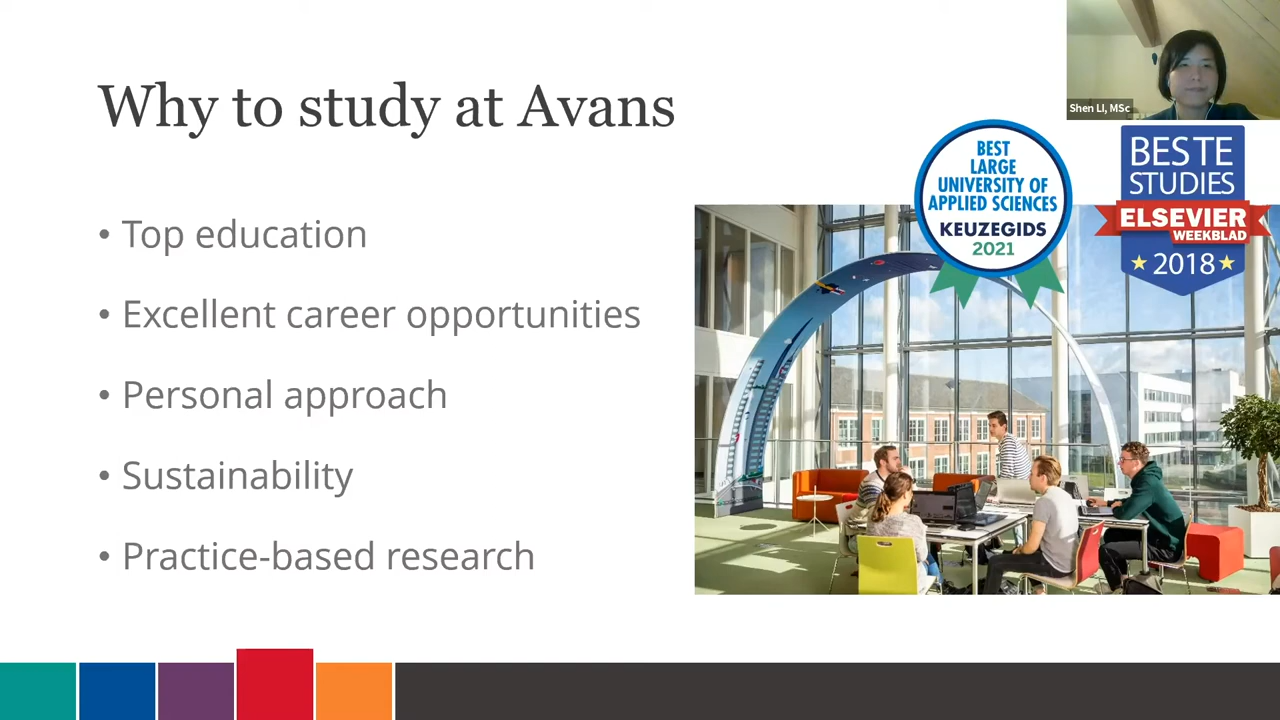 Why to study at Avans
Shen LI, MSc
BEST
LARGE
UNIVERSITY OF
APPLIED SCIENCES
KEUZEGIDS
2021
BESTE
STUDIES
ELSEVIER
WEEKBLAD
2018
• Top education
• Excellent career opportunities
• Personal approach
• Sustainability
• Practice-based research